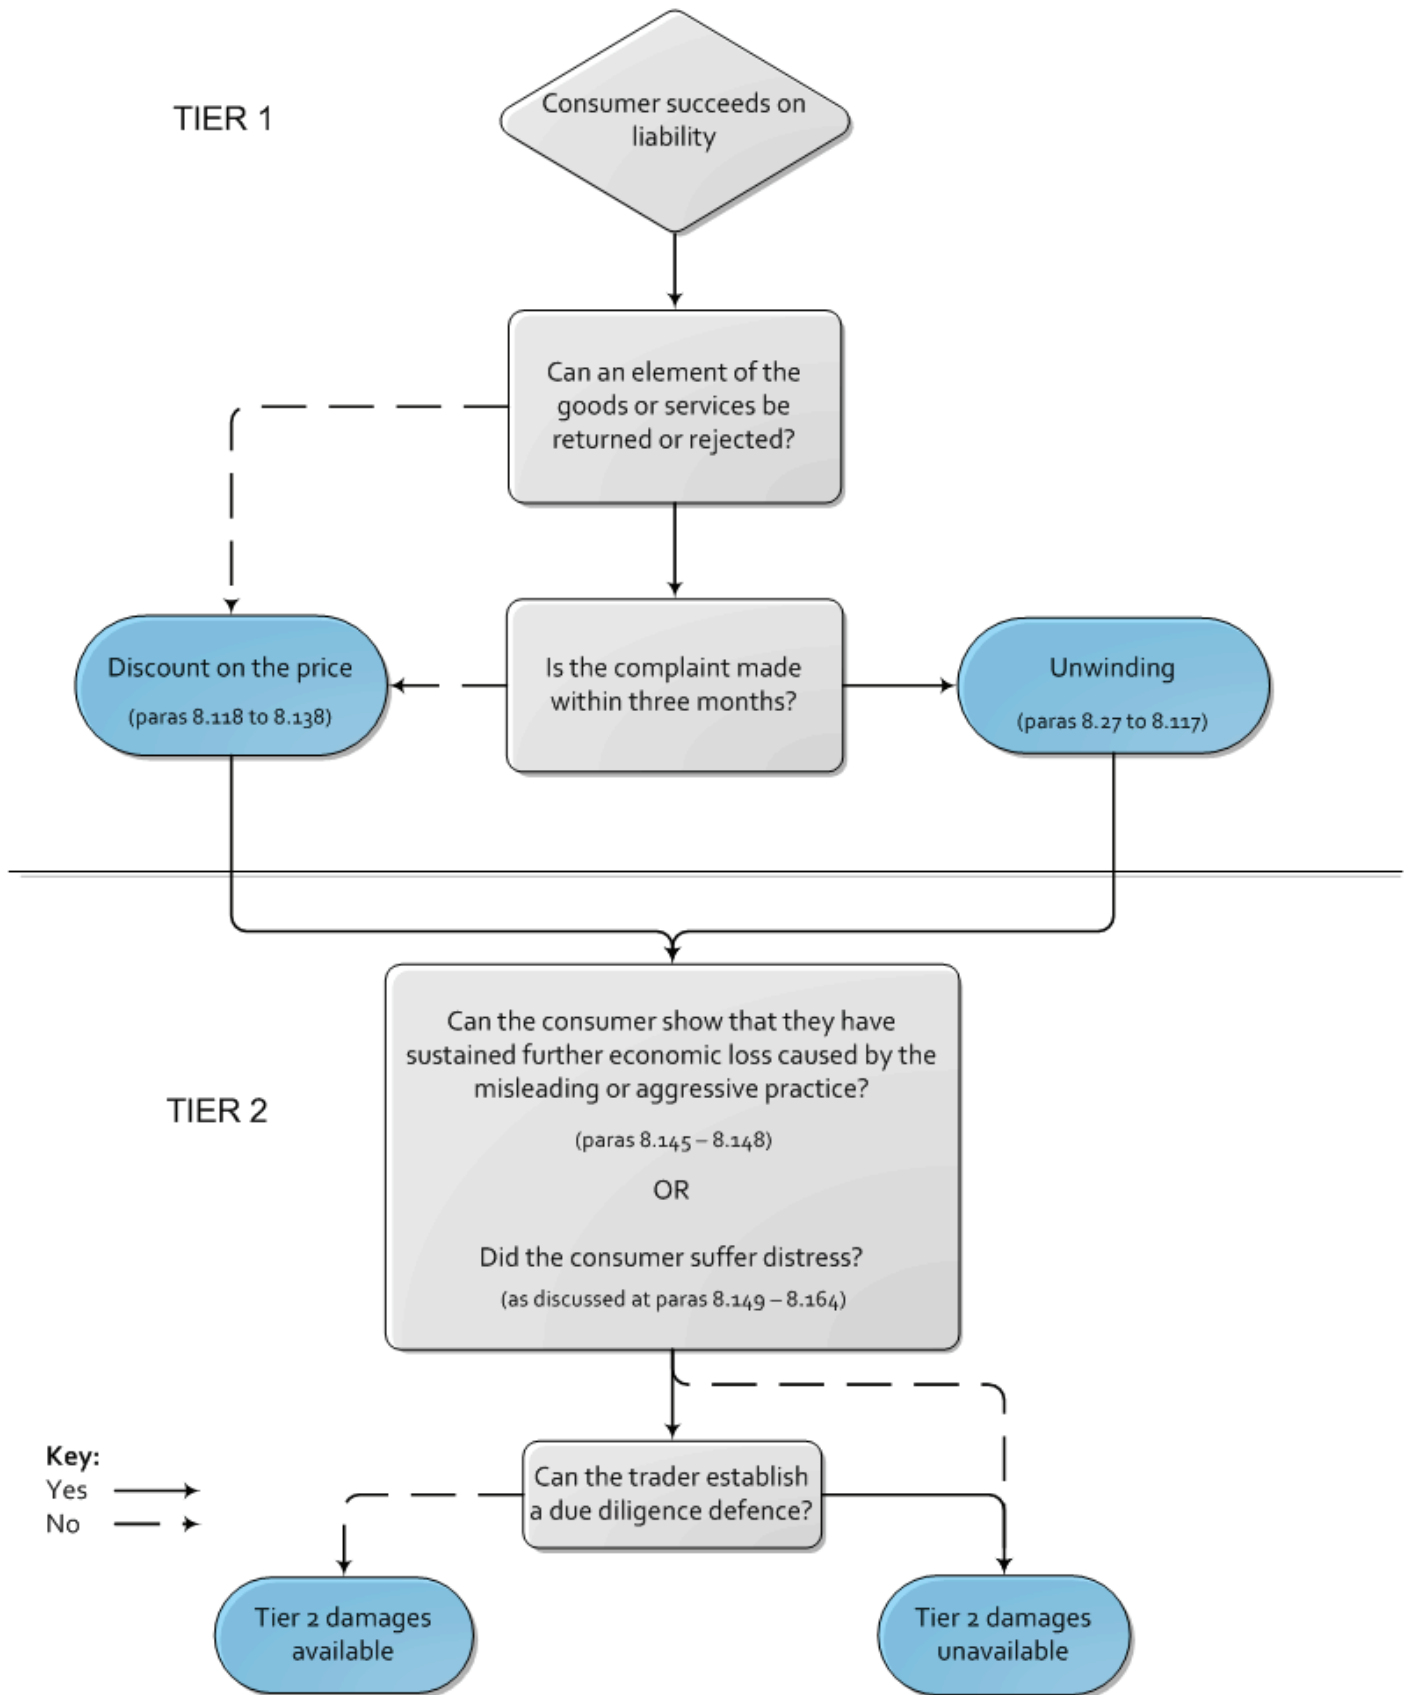 TIER 1
Consumer succeeds on
liability
Can an element of the
goods or services be
returned or rejected?
Discount on the price
(paras 8.118 to 8.138)
Is the complaint made
within three months?
Unwinding
(paras 8.27 to 8.117)
TIER 2
Can the consumer show that they have
sustained further economic loss caused by the
misleading or aggressive practice?
(paras 8.145 – 8.148)
OR
Did the consumer suffer distress?
(as discussed at paras 8.149 – 8.164)
Key:
Yes
No
Can the trader establish
a due diligence defence?
Tier 2 damages
available
Tier 2 damages
unavailable